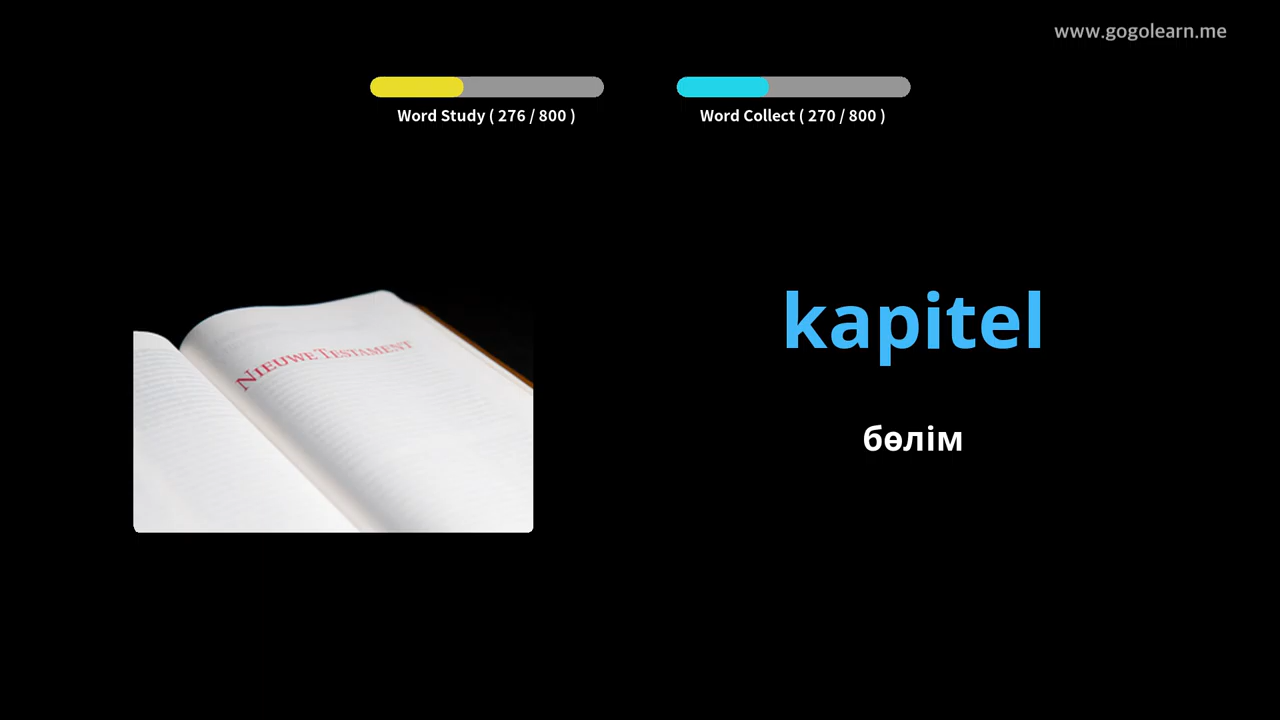 www.gogolearn.me
Word Study ( 276 / 800 )
Word Collect ( 270 / 800 )
NIEUWE TESTAMENT
kapitel
бөлім